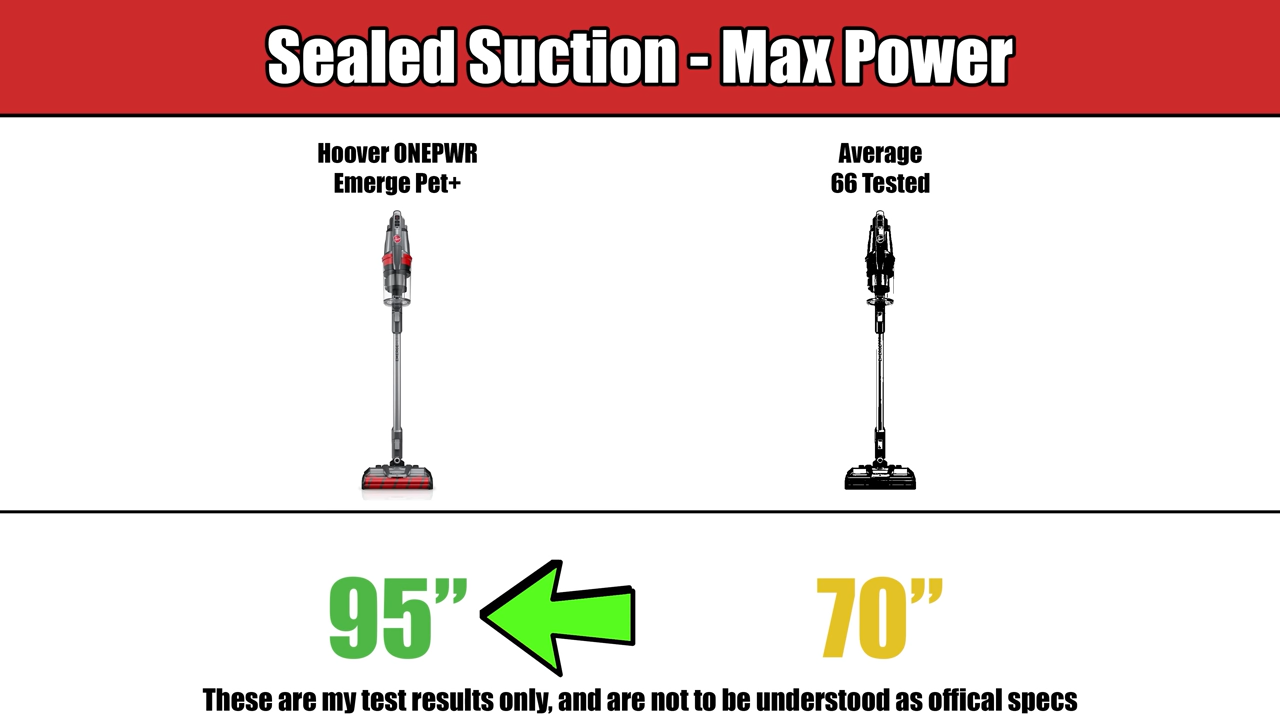 Sealed Suction - Max Power
Hoover ONEPWR
Emerge Pet+
Average
66 Tested
95”
70”
These are my test results only, and are not to be understood as offical specs